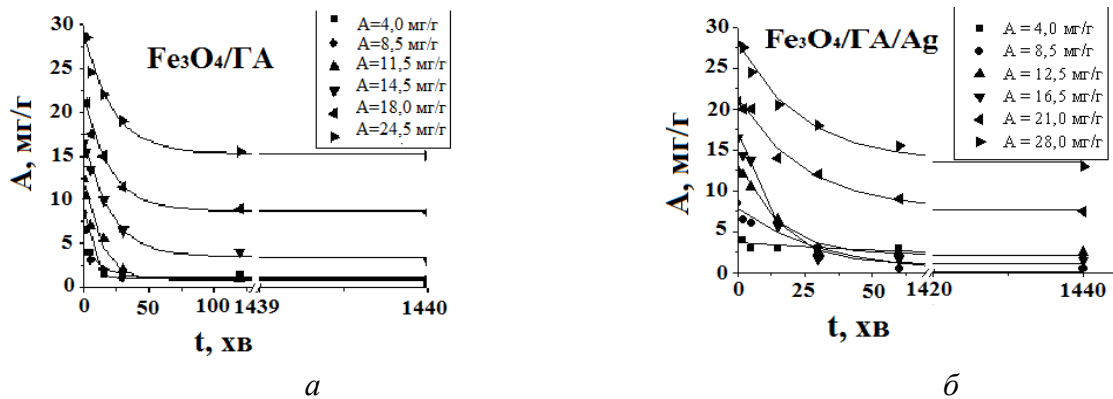 A, мг/г
30
25
20
15
10
5
0
Fe₃O₄/ГА
A=4,0 мг/г
A=8,5 мг/г
A=11,5 мг/г
A=14,5 мг/г
A=18,0 мг/г
A=24,5 мг/г
0 50 100 1439 1440
t, хв
а
A, мг/г
30
25
20
15
10
5
0
Fe₃O₄/ГА/Ag
A = 4,0 мг/г
A = 8,5 мг/г
A = 12,5 мг/г
A = 16,5 мг/г
A = 21,0 мг/г
A = 28,0 мг/г
0 25 50 1420 1440
t, хв
б